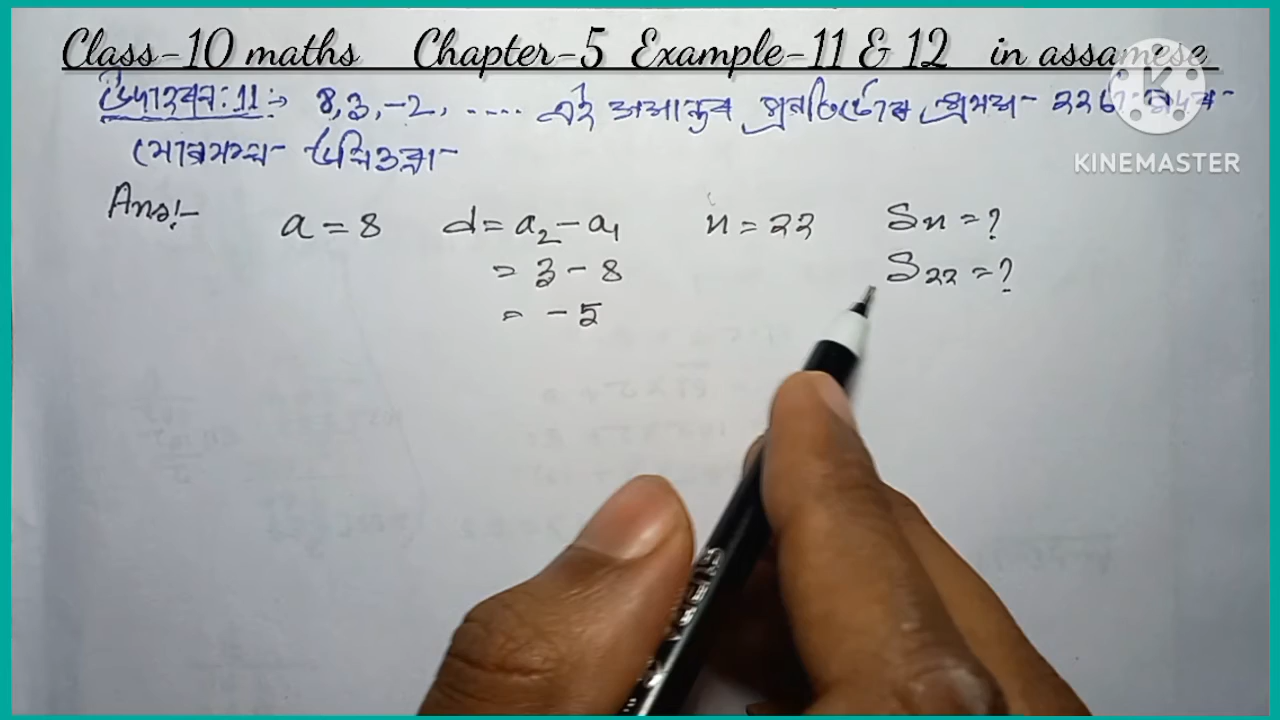 Class-10 maths Chapter-5 Example-11 & 12 in assamese
KINEMASTER
উদাহৰণ: 11 :→ 8, 3, -2, ..... এই সমান্তৰ প্ৰগতিটোৰ প্ৰথম 22টা পদৰ
যোগফল উলিওৱা
Ans:- a = 8 d = a₂ - a₁ n = 22 Sn = ?
= 3 - 8 S₂₂ = ?
= -5